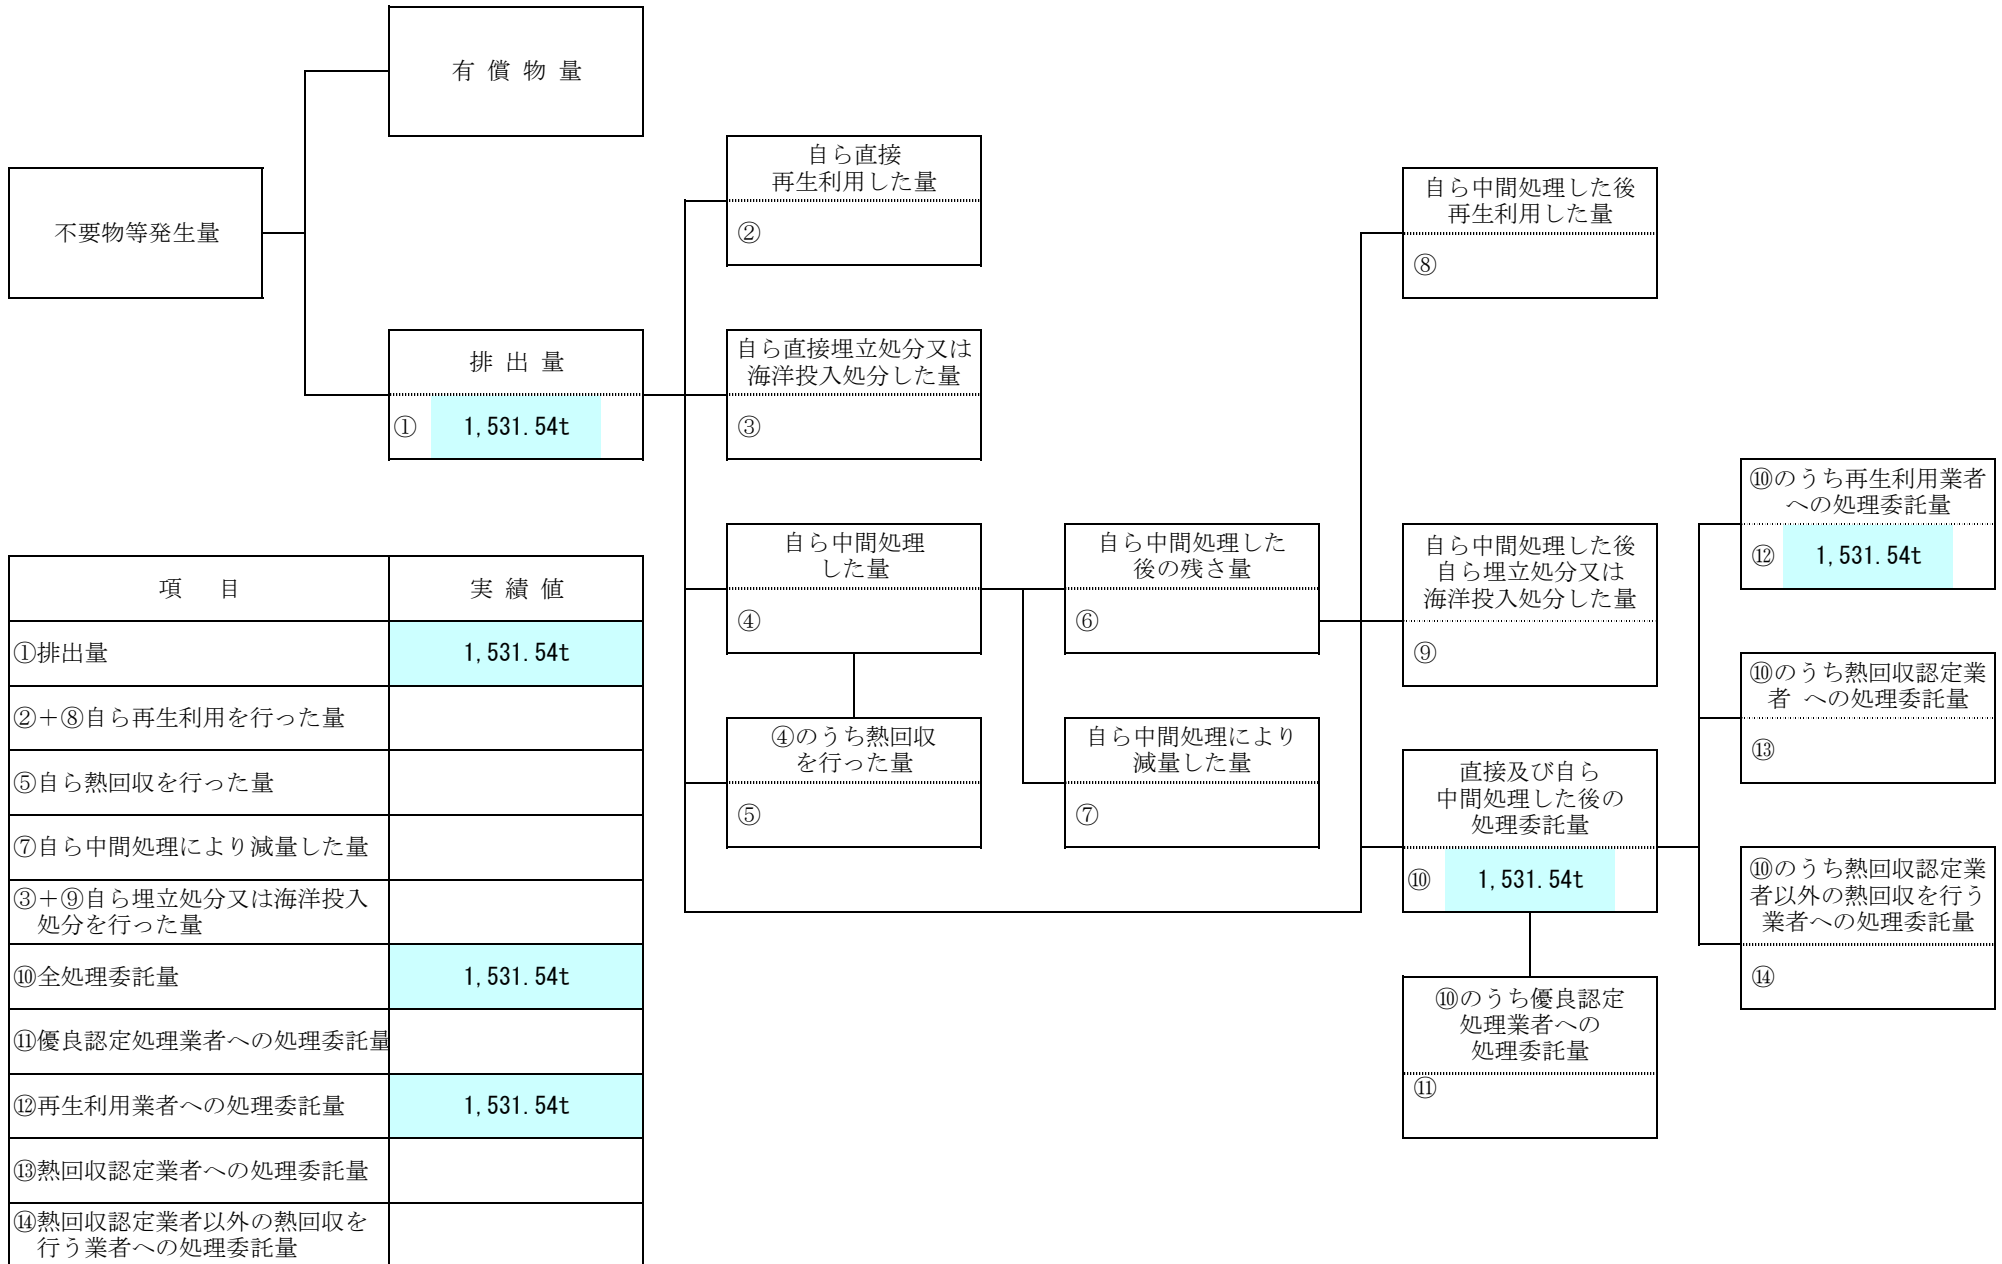 有 償 物 量
不要物等発生量
排 出 量
① 1,531.54t
自ら直接
再生利用した量
②
自ら直接埋立処分又は
海洋投入処分した量
③
自ら中間処理
した量
④
④のうち熱回収
を行った量
⑤
自ら中間処理した
後の残さ量
⑥
自ら中間処理により
減量した量
⑦
自ら中間処理した後
再生利用した量
⑧
自ら中間処理した後
自ら埋立処分又は
海洋投入処分した量
⑨
直接及び自ら
中間処理した後の
処理委託量
⑩ 1,531.54t
⑩のうち優良認定
処理業者への
処理委託量
⑪
⑩のうち再生利用業者
への処理委託量
⑫ 1,531.54t
⑩のうち熱回収認定業
者 への処理委託量
⑬
⑩のうち熱回収認定業
者以外の熱回収を行う
業者への処理委託量
⑭
項 目 実 績 値
①排出量 1,531.54t
②+⑧自ら再生利用を行った量
⑤自ら熱回収を行った量
⑦自ら中間処理により減量した量
③+⑨自ら埋立処分又は海洋投入
処分を行った量
⑩全処理委託量 1,531.54t
⑪優良認定処理業者への処理委託量
⑫再生利用業者への処理委託量 1,531.54t
⑬熱回収認定業者への処理委託量
⑭熱回収認定業者以外の熱回収を
行う業者への処理委託量